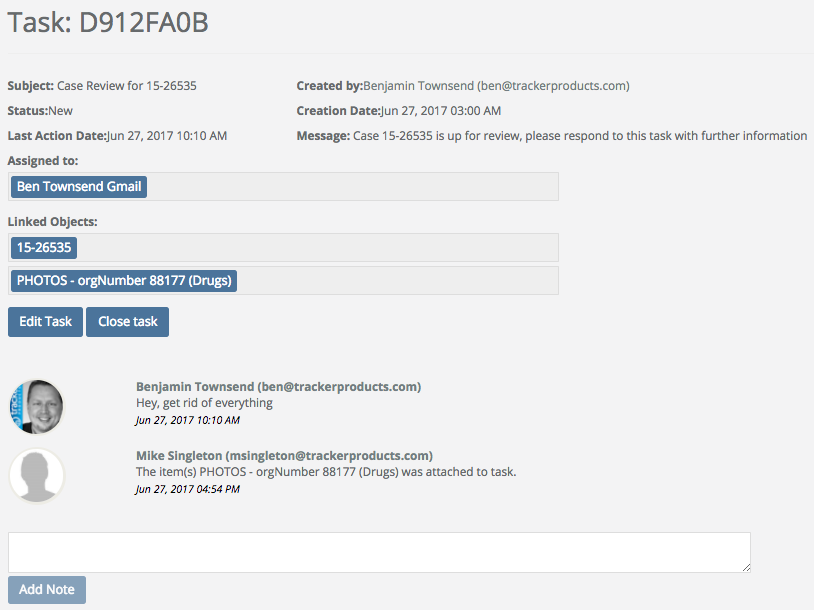 Task: D912FA0B
Subject: Case Review for 15-26535
Created by:Benjamin Townsend (ben@trackerproducts.com)
Status:New
Creation Date:Jun 27, 2017 03:00 AM
Last Action Date:Jun 27, 2017 10:10 AM
Message: Case 15-26535 is up for review, please respond to this task with further information
Assigned to:
Ben Townsend Gmail
Linked Objects:
15-26535
PHOTOS - orgNumber 88177 (Drugs)
Edit Task
Close task
Benjamin Townsend (ben@trackerproducts.com)
Hey, get rid of everything
Jun 27, 2017 10:10 AM
Mike Singleton (msingleton@trackerproducts.com)
The item(s) PHOTOS - orgNumber 88177 (Drugs) was attached to task.
Jun 27, 2017 04:54 PM
Add Note